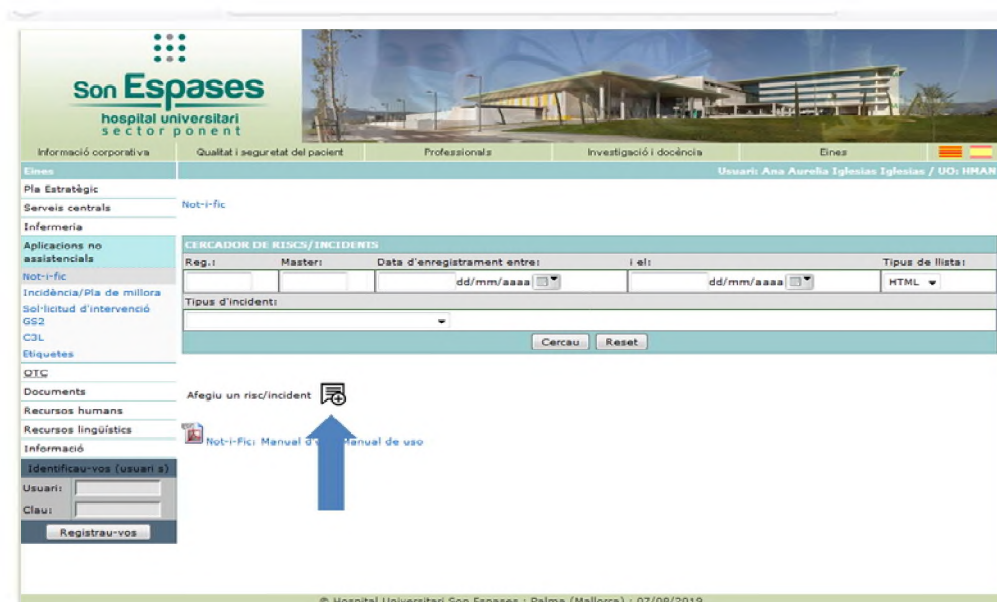 Son Espases
hospital universitari
sector ponent
Informació corporativa Qualitat i seguretat del pacient Professionals Investigació i docència Eines
Eines Usuari: Ana Aurelia Iglesias Iglesias / UO: HMAN
Pla Estratègic
Serveis centrals
Not-i-fic
Infermeria
Aplicacions no
assistencials
CERCADOR DE RISCS/INCIDENTS
Reg.: Master: Data d'enregistrament entre: i el: Tipus de llista:
Not-i-fic
dd/mm/aaaa dd/mm/aaaa HTML
Incidència/Pla de millora
Tipus d'incident:
Sol·licitud d'intervenció
GS2
C3L
Cercau Reset
Etiquetes
OTC
Documents
Afegiu un risc/incident
Recursos humans
Recursos lingüístics
Not-i-Fic: Manual d' Manual de uso
Informació
Identificau-vos (usuari s)
Usuari:
Clau:
Registrau-vos
© Hospital Universitari Son Espases : Palma (Mallorca) : 07/08/2019